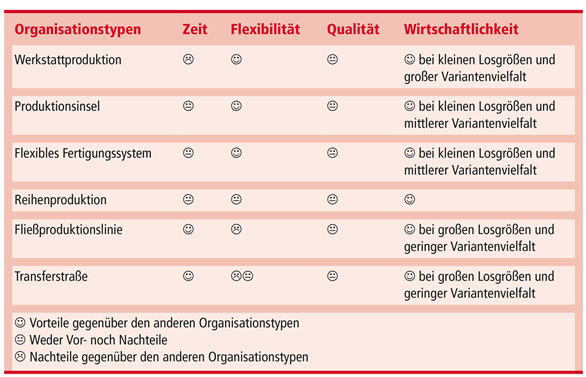 Organisationstypen Zeit Flexibilität Qualität Wirtschaftlichkeit
Werkstattproduktion ☹ ☺ 😐 ☺ bei kleinen Losgrößen und
großer Variantenvielfalt
Produktionsinsel 😐 ☺ 😐 ☺ bei kleinen Losgrößen und
mittlerer Variantenvielfalt
Flexibles Fertigungssystem 😐 ☺ 😐 ☺ bei kleinen Losgrößen und
mittlerer Variantenvielfalt
Reihenproduktion 😐 😐 😐 ☺
Fließproduktionslinie ☺ ☹ 😐 ☺ bei großen Losgrößen und
geringer Variantenvielfalt
Transferstraße ☺ ☹😐 😐 ☺ bei großen Losgrößen und
geringer Variantenvielfalt
☺ Vorteile gegenüber den anderen Organisationstypen
😐 Weder Vor- noch Nachteile
☹ Nachteile gegenüber den anderen Organisationstypen